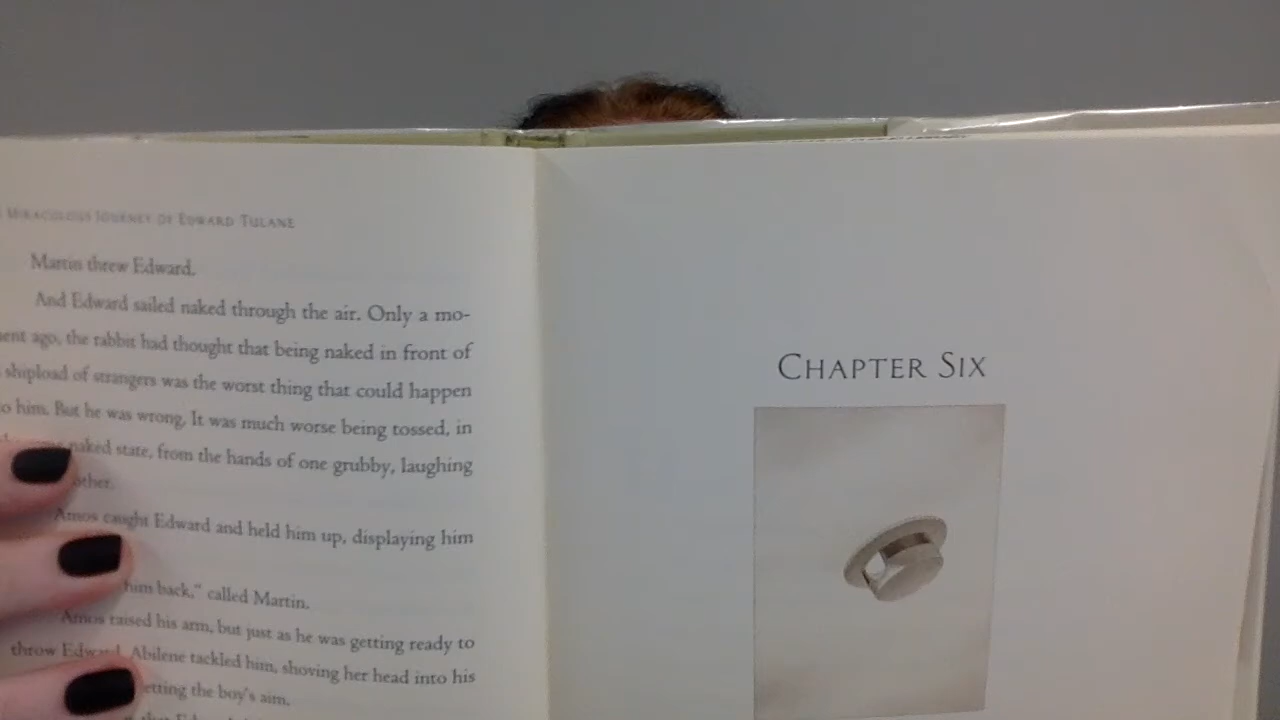 MIRACULOUS JOURNEY OF EDWARD TULANE
Martin threw Edward.
And Edward sailed naked through the air. Only a mo-
ent ago, the rabbit had thought that being naked in front of
shipload of strangers was the worst thing that could happen
o him. But he was wrong. It was much worse being tossed, in
naked state, from the hands of one grubby, laughing
other.
Amos caught Edward and held him up, displaying him
him back," called Martin.
Amos raised his arm, but just as he was getting ready to
throw Edward, Abilene tackled him, shoving her head into his
etting the boy's aim.
CHAPTER SIX